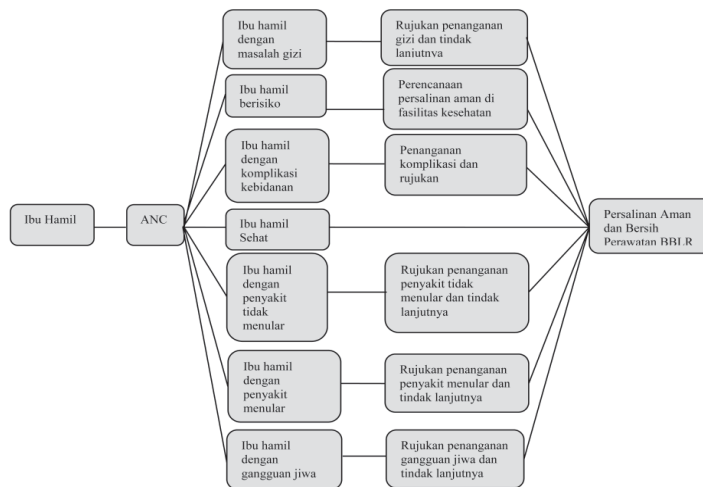 Ibu hamil
dengan
masalah gizi
Rujukan penanganan
gizi dan tindak
lanjutnya
Ibu hamil
berisiko
Perencanaan
persalinan aman di
fasilitas kesehatan
Ibu hamil
dengan
komplikasi
kebidanan
Penanganan
komplikasi dan
rujukan
Ibu Hamil
ANC
Ibu hamil
Sehat
Persalinan Aman
dan Bersih
Perawatan BBLR
Ibu hamil
dengan
penyakit
tidak
menular
Rujukan penanganan
penyakit tidak
menular dan tindak
lanjutnya
Ibu hamil
dengan
penyakit
menular
Rujukan penanganan
penyakit menular dan
tindak lanjutnya
Ibu hamil
dengan
gangguan jiwa
Rujukan penanganan
gangguan jiwa dan
tindak lanjutnya